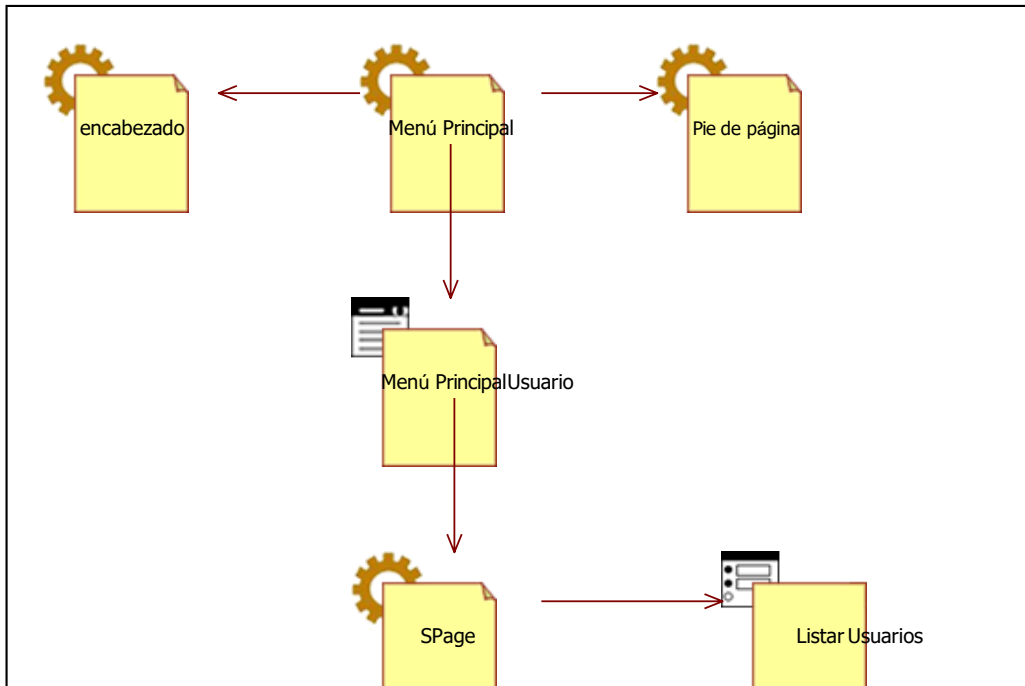 encabezado
Menú Principal
Pie de página
Menú PrincipalUsuario
SPage
Listar Usuarios